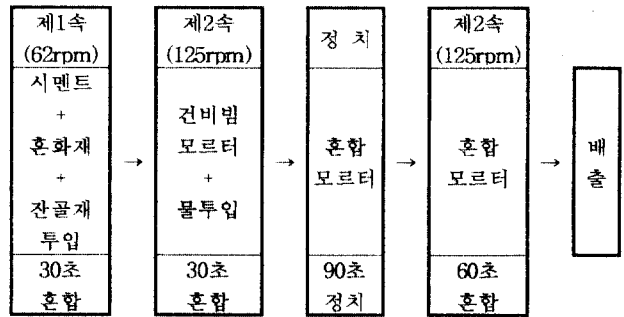 제1속
(62rpm)
시멘트
+
혼화재
+
잔골재
투입
30초
혼합
→
제2속
(125rpm)
건비빔
모르터
+
물투입
30초
혼합
→
정 치
혼합
모르터
90초
정치
→
제2속
(125rpm)
혼합
모르터
60초
혼합
→
배
출